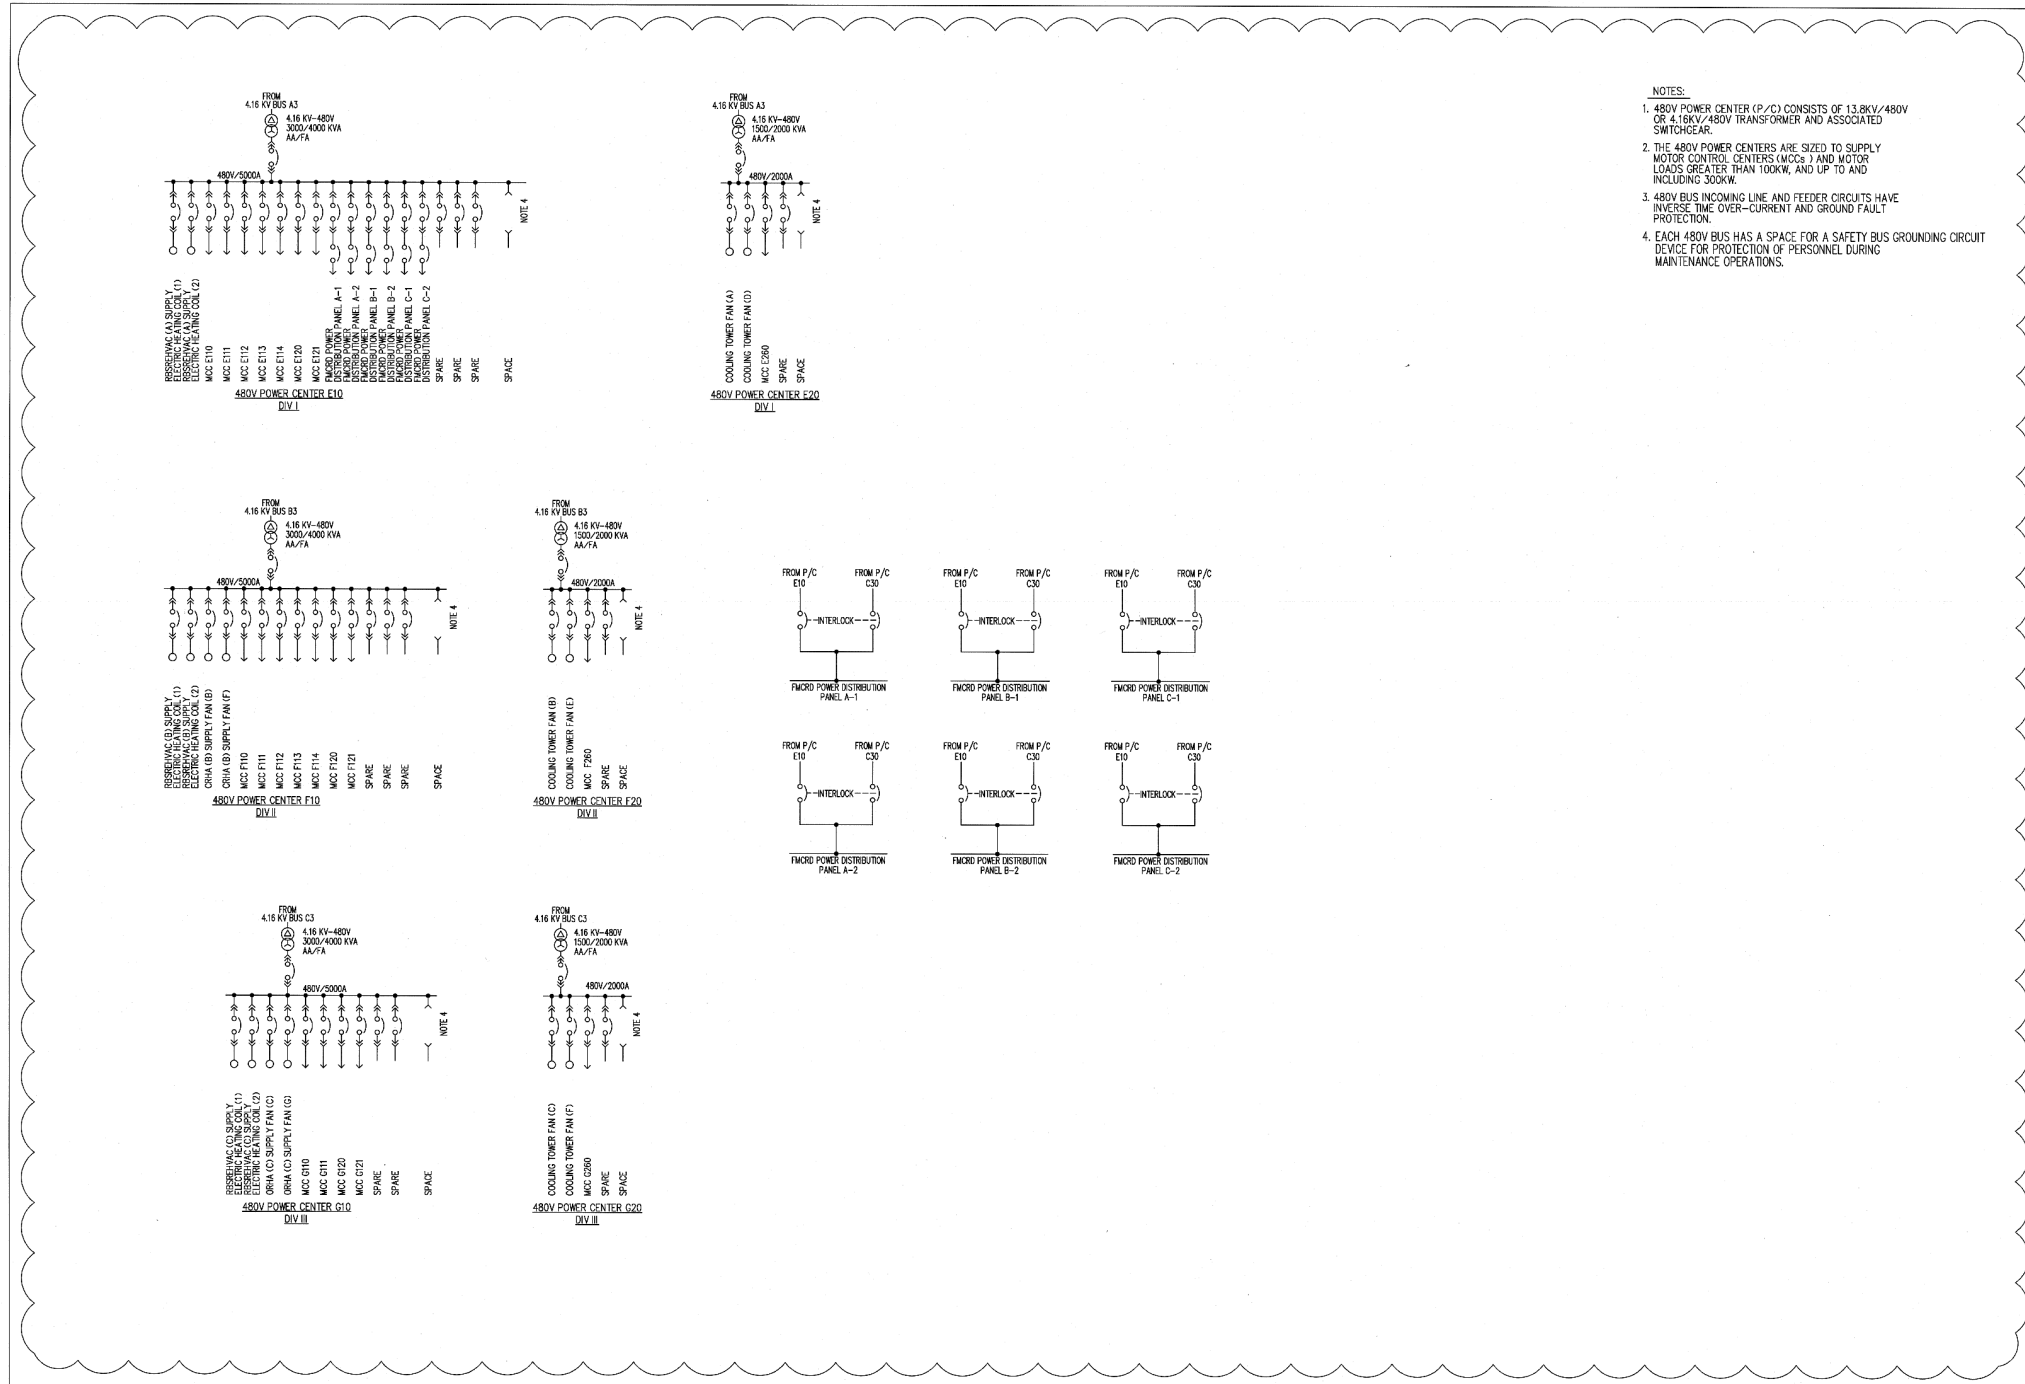 FROM
4.16 KV BUS A3
4.16 KV-480V
3000/4000 KVA
AA/FA
480V/5000A
NOTE 4
RBSREHVAC(A) SUPPLY
ELECTRIC HEATING COIL(1)
RBSREHVAC(A) SUPPLY
ELECTRIC HEATING COIL(2)
MCC E110
MCC E111
MCC E112
MCC E113
MCC E114
MCC E120
MCC E121
FMCRD POWER
DISTRIBUTION PANEL A-1
FMCRD POWER
DISTRIBUTION PANEL A-2
FMCRD POWER
DISTRIBUTION PANEL B-1
FMCRD POWER
DISTRIBUTION PANEL B-2
FMCRD POWER
DISTRIBUTION PANEL C-1
FMCRD POWER
DISTRIBUTION PANEL C-2
SPARE
SPARE
SPARE
SPACE
480V POWER CENTER E10
DIV I
FROM
4.16 KV BUS A3
4.16 KV-480V
1500/2000 KVA
AA/FA
480V/2000A
NOTE 4
COOLING TOWER FAN(A)
COOLING TOWER FAN(D)
MCC E260
SPARE
SPACE
480V POWER CENTER E20
DIV I
NOTES:
1. 480V POWER CENTER (P/C) CONSISTS OF 13.8KV/480V
OR 4.16KV/480V TRANSFORMER AND ASSOCIATED
SWITCHGEAR.
2. THE 480V POWER CENTERS ARE SIZED TO SUPPLY
MOTOR CONTROL CENTERS (MCCs ) AND MOTOR
LOADS GREATER THAN 100KW, AND UP TO AND
INCLUDING 300KW.
3. 480V BUS INCOMING LINE AND FEEDER CIRCUITS HAVE
INVERSE TIME OVER-CURRENT AND GROUND FAULT
PROTECTION.
4. EACH 480V BUS HAS A SPACE FOR A SAFETY BUS GROUNDING CIRCUIT
DEVICE FOR PROTECTION OF PERSONNEL DURING
MAINTENANCE OPERATIONS.
FROM
4.16 KV BUS B3
4.16 KV-480V
3000/4000 KVA
AA/FA
480V/5000A
NOTE 4
RBSREHVAC(B) SUPPLY
ELECTRIC HEATING COIL(1)
RBSREHVAC(B) SUPPLY
ELECTRIC HEATING COIL(2)
CRHA (B) SUPPLY FAN (B)
CRHA (B) SUPPLY FAN (F)
MCC F110
MCC F111
MCC F112
MCC F113
MCC F114
MCC F120
MCC F121
SPARE
SPARE
SPARE
SPACE
480V POWER CENTER F10
DIV II
FROM
4.16 KV BUS B3
4.16 KV-480V
1500/2000 KVA
AA/FA
480V/2000A
NOTE 4
COOLING TOWER FAN (B)
COOLING TOWER FAN (E)
MCC F260
SPARE
SPACE
480V POWER CENTER F20
DIV II
FROM P/C
E10
FROM P/C
C30
INTERLOCK
FMCRD POWER DISTRIBUTION
PANEL A-1
FROM P/C
E10
FROM P/C
C30
INTERLOCK
FMCRD POWER DISTRIBUTION
PANEL B-1
FROM P/C
E10
FROM P/C
C30
INTERLOCK
FMCRD POWER DISTRIBUTION
PANEL C-1
FROM P/C
E10
FROM P/C
C30
INTERLOCK
FMCRD POWER DISTRIBUTION
PANEL A-2
FROM P/C
E10
FROM P/C
C30
INTERLOCK
FMCRD POWER DISTRIBUTION
PANEL B-2
FROM P/C
E10
FROM P/C
C30
INTERLOCK
FMCRD POWER DISTRIBUTION
PANEL C-2
FROM
4.16 KV BUS C3
4.16 KV-480V
3000/4000 KVA
AA/FA
480V/5000A
NOTE 4
RBSREHVAC(C) SUPPLY
ELECTRIC HEATING COIL(1)
RBSREHVAC(C) SUPPLY
ELECTRIC HEATING COIL(2)
ORHA (C) SUPPLY FAN (C)
ORHA (C) SUPPLY FAN (G)
MCC G110
MCC G111
MCC G120
MCC G121
SPARE
SPARE
SPACE
480V POWER CENTER G10
DIV III
FROM
4.16 KV BUS C3
4.16 KV-480V
1500/2000 KVA
AA/FA
480V/2000A
NOTE 4
COOLING TOWER FAN (C)
COOLING TOWER FAN (F)
MCC G260
SPARE
SPACE
480V POWER CENTER G20
DIV III